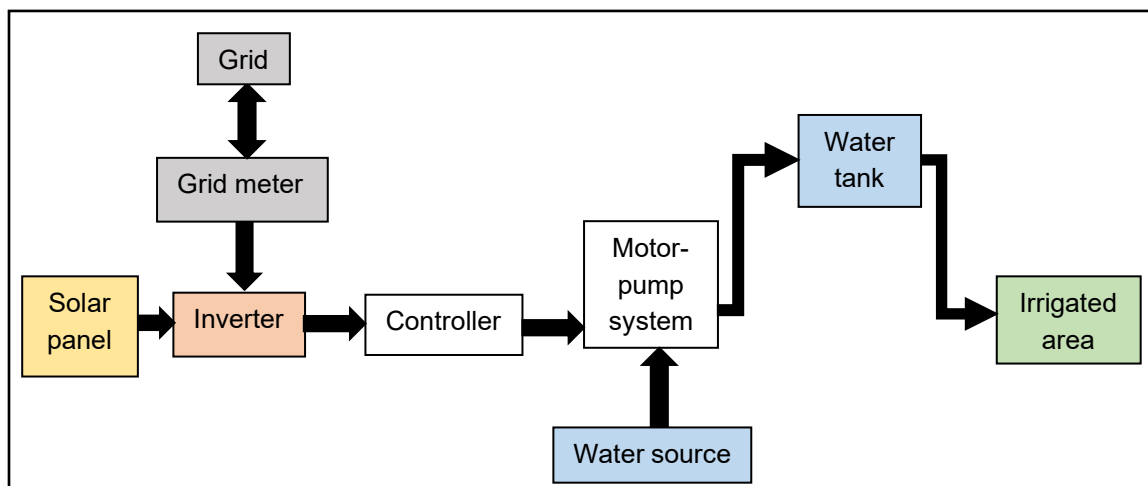 Grid
Grid meter
Water
tank
Motor-
pump
system
Solar
panel
Inverter
Controller
Irrigated
area
Water source